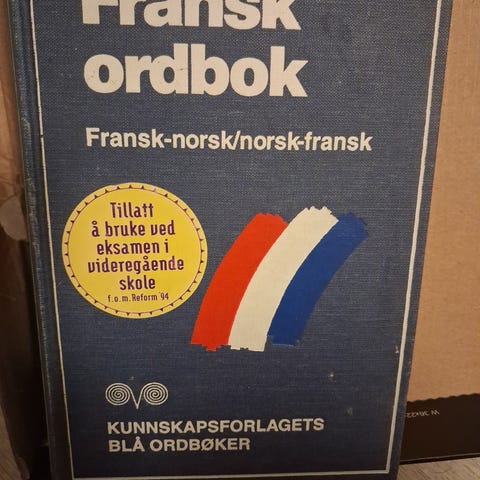 Fransk
ordbok
Fransk-norsk/norsk-fransk
Tillatt
å bruke ved
eksamen i
videregående
skole
f.o.m. Reform 94
KUNNSKAPSFORLAGETS
BLÅ ORDBØKER